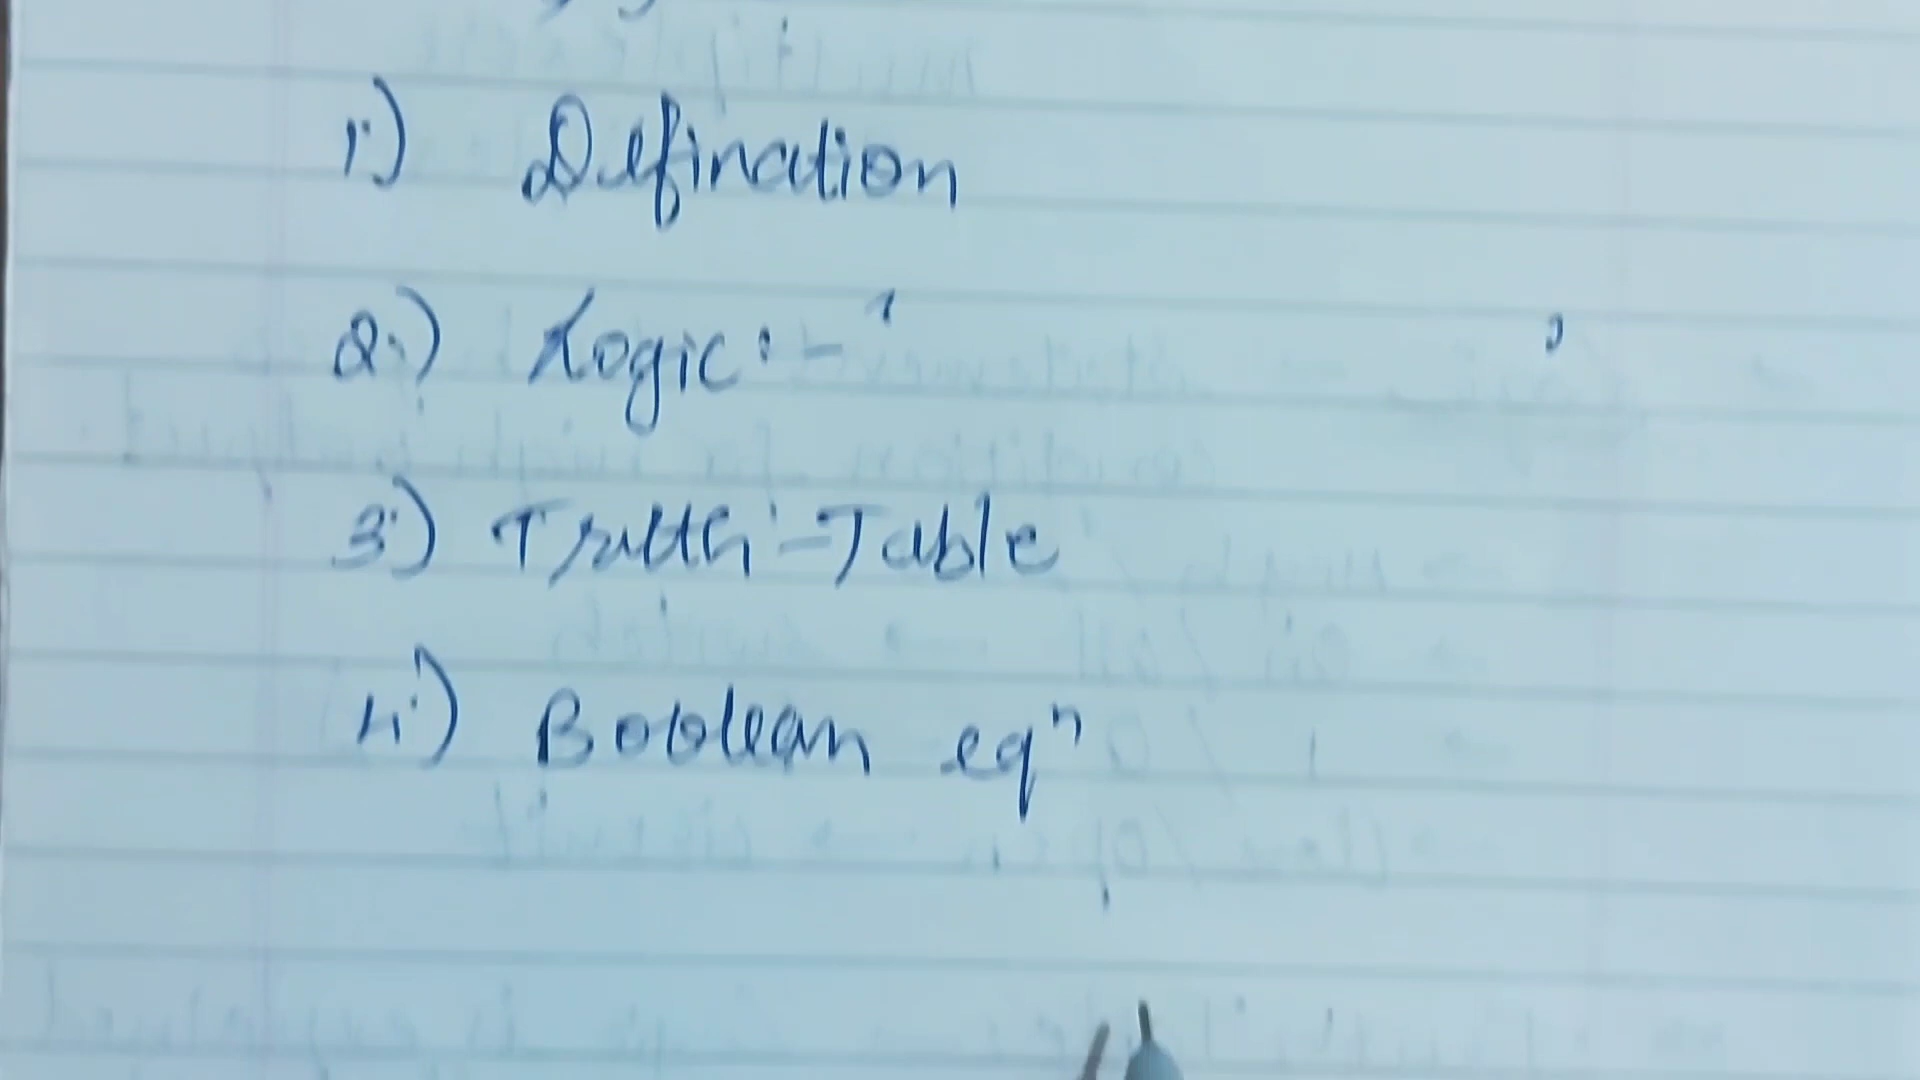 1.) Defination
2.) Logic :- ' '
3.) Truth-Table
4.) Boolean eqⁿ